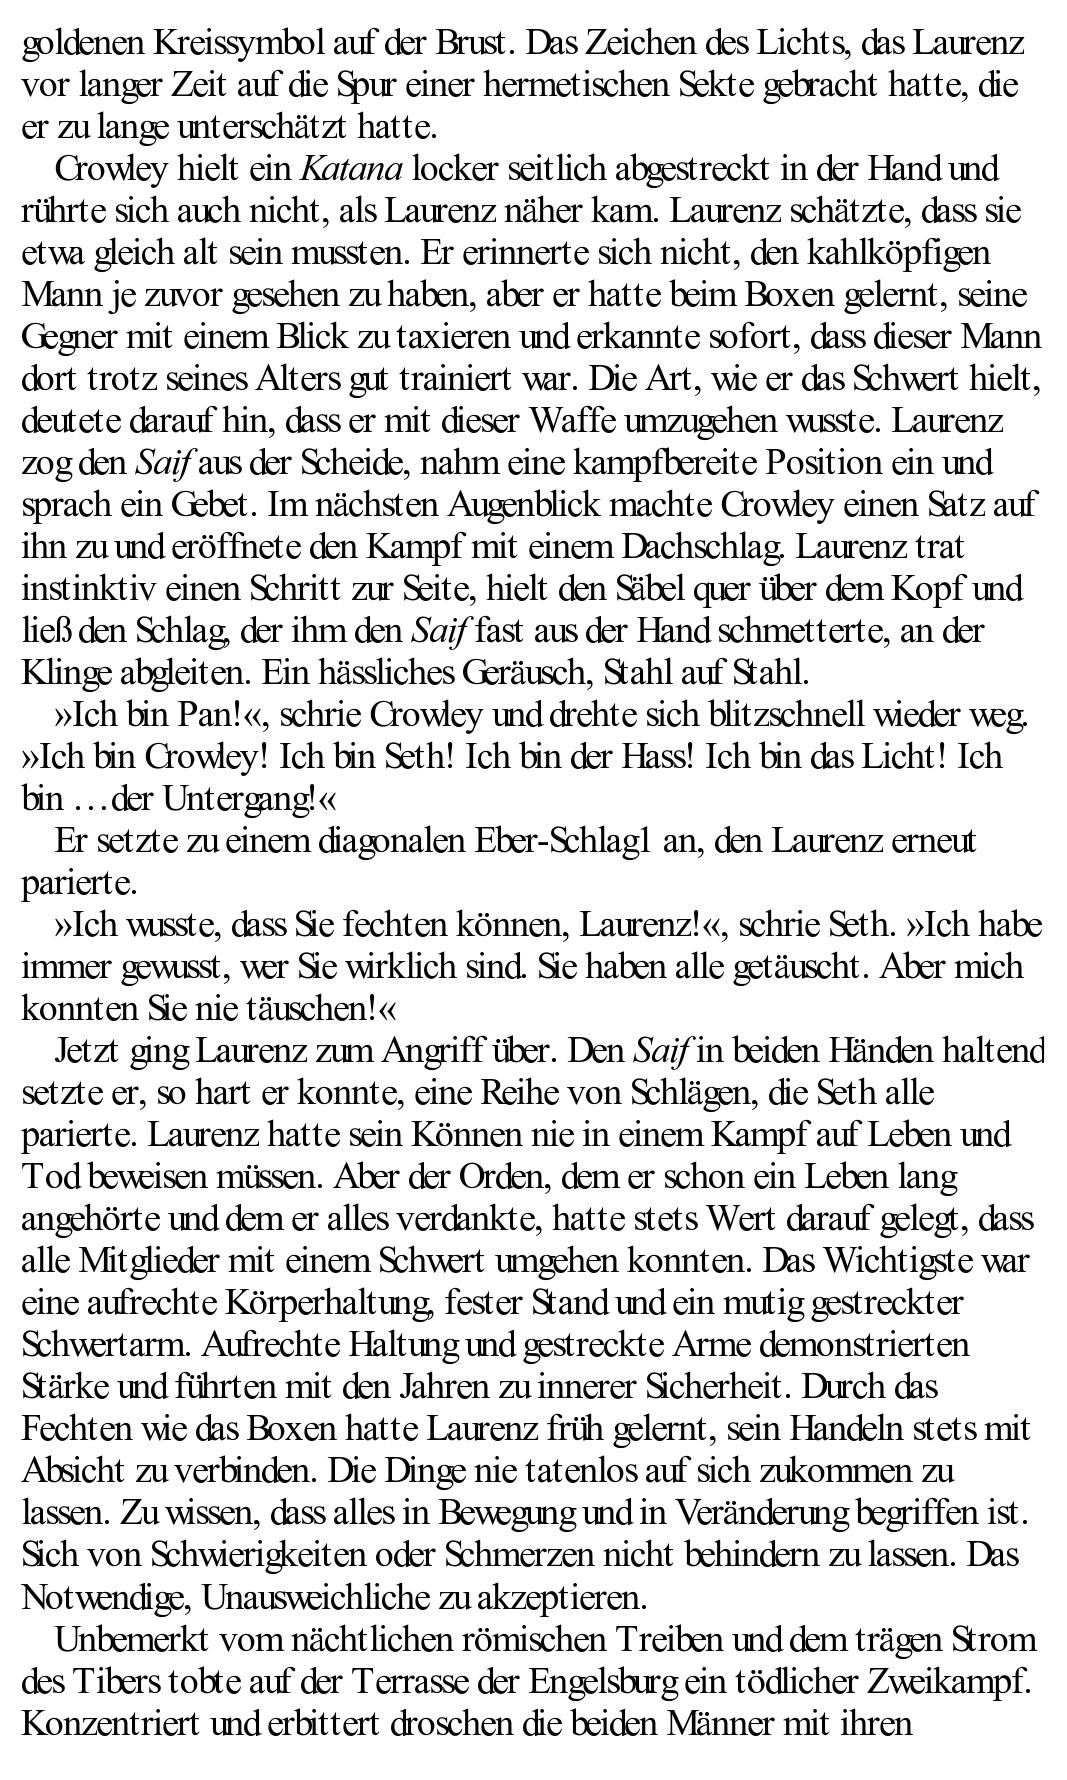 goldenen Kreissymbol auf der Brust. Das Zeichen des Lichts, das Laurenz
vor langer Zeit auf die Spur einer hermetischen Sekte gebracht hatte, die
er zu lange unterschätzt hatte.
Crowley hielt ein Katana locker seitlich abgestreckt in der Hand und
rührte sich auch nicht, als Laurenz näher kam. Laurenz schätzte, dass sie
etwa gleich alt sein mussten. Er erinnerte sich nicht, den kahlköpfigen
Mann je zuvor gesehen zu haben, aber er hatte beim Boxen gelernt, seine
Gegner mit einem Blick zu taxieren und erkannte sofort, dass dieser Mann
dort trotz seines Alters gut trainiert war. Die Art, wie er das Schwert hielt,
deutete darauf hin, dass er mit dieser Waffe umzugehen wusste. Laurenz
zog den Saif aus der Scheide, nahm eine kampfbereite Position ein und
sprach ein Gebet. Im nächsten Augenblick machte Crowley einen Satz auf
ihn zu und eröffnete den Kampf mit einem Dachschlag. Laurenz trat
instinktiv einen Schritt zur Seite, hielt den Säbel quer über dem Kopf und
ließ den Schlag, der ihm den Saif fast aus der Hand schmetterte, an der
Klinge abgleiten. Ein hässliches Geräusch, Stahl auf Stahl.
»Ich bin Pan!«, schrie Crowley und drehte sich blitzschnell wieder weg.
»Ich bin Crowley! Ich bin Seth! Ich bin der Hass! Ich bin das Licht! Ich
bin …der Untergang!«
Er setzte zu einem diagonalen Eber-Schlag1 an, den Laurenz erneut
parierte.
»Ich wusste, dass Sie fechten können, Laurenz!«, schrie Seth. »Ich habe
immer gewusst, wer Sie wirklich sind. Sie haben alle getäuscht. Aber mich
konnten Sie nie täuschen!«
Jetzt ging Laurenz zum Angriff über. Den Saif in beiden Händen haltend
setzte er, so hart er konnte, eine Reihe von Schlägen, die Seth alle
parierte. Laurenz hatte sein Können nie in einem Kampf auf Leben und
Tod beweisen müssen. Aber der Orden, dem er schon ein Leben lang
angehörte und dem er alles verdankte, hatte stets Wert darauf gelegt, dass
alle Mitglieder mit einem Schwert umgehen konnten. Das Wichtigste war
eine aufrechte Körperhaltung, fester Stand und ein mutig gestreckter
Schwertarm. Aufrechte Haltung und gestreckte Arme demonstrierten
Stärke und führten mit den Jahren zu innerer Sicherheit. Durch das
Fechten wie das Boxen hatte Laurenz früh gelernt, sein Handeln stets mit
Absicht zu verbinden. Die Dinge nie tatenlos auf sich zukommen zu
lassen. Zu wissen, dass alles in Bewegung und in Veränderung begriffen ist.
Sich von Schwierigkeiten oder Schmerzen nicht behindern zu lassen. Das
Notwendige, Unausweichliche zu akzeptieren.
Unbemerkt vom nächtlichen römischen Treiben und dem trägen Strom
des Tibers tobte auf der Terrasse der Engelsburg ein tödlicher Zweikampf.
Konzentriert und erbittert droschen die beiden Männer mit ihren